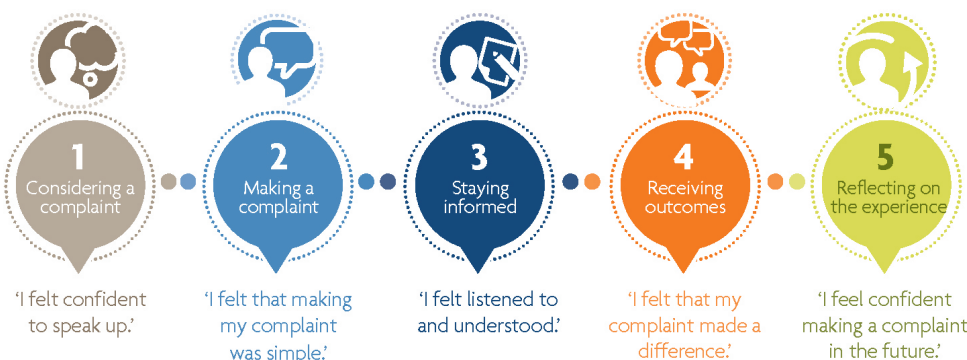 1
Considering a
complaint
2
Making a
complaint
3
Staying
informed
4
Receiving
outcomes
5
Reflecting on
the experience
‘I felt confident
to speak up.’
‘I felt that making
my complaint
was simple.’
‘I felt listened to
and understood.’
‘I felt that my
complaint made a
difference.’
‘I feel confident
making a complaint
in the future.’